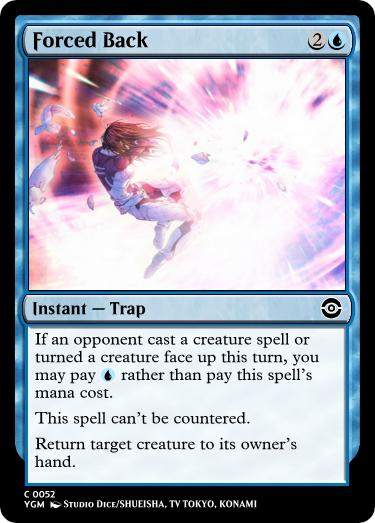 Forced Back 2
Instant — Trap
If an opponent cast a creature spell or
turned a creature face up this turn, you
may pay rather than pay this spell's
mana cost.
This spell can't be countered.
Return target creature to its owner's
hand.
C 0052
YGM STUDIO DICE/SHUEISHA, TV TOKYO, KONAMI